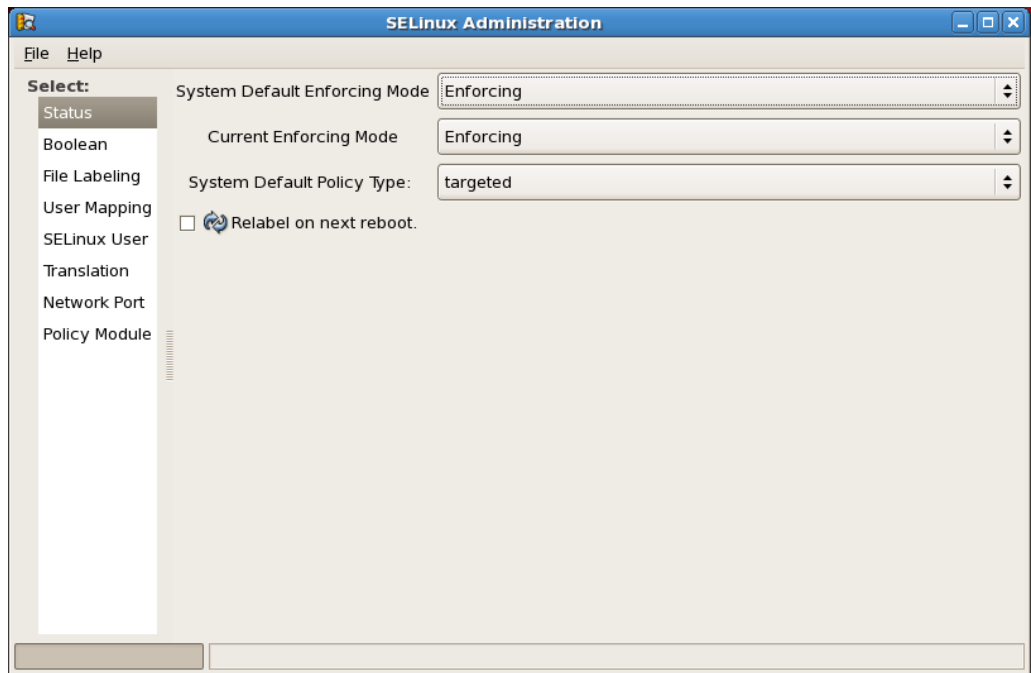 SELinux Administration
File Help
Select:
Status
Boolean
File Labeling
User Mapping
SELinux User
Translation
Network Port
Policy Module
System Default Enforcing Mode Enforcing
Current Enforcing Mode Enforcing
System Default Policy Type: targeted
Relabel on next reboot.